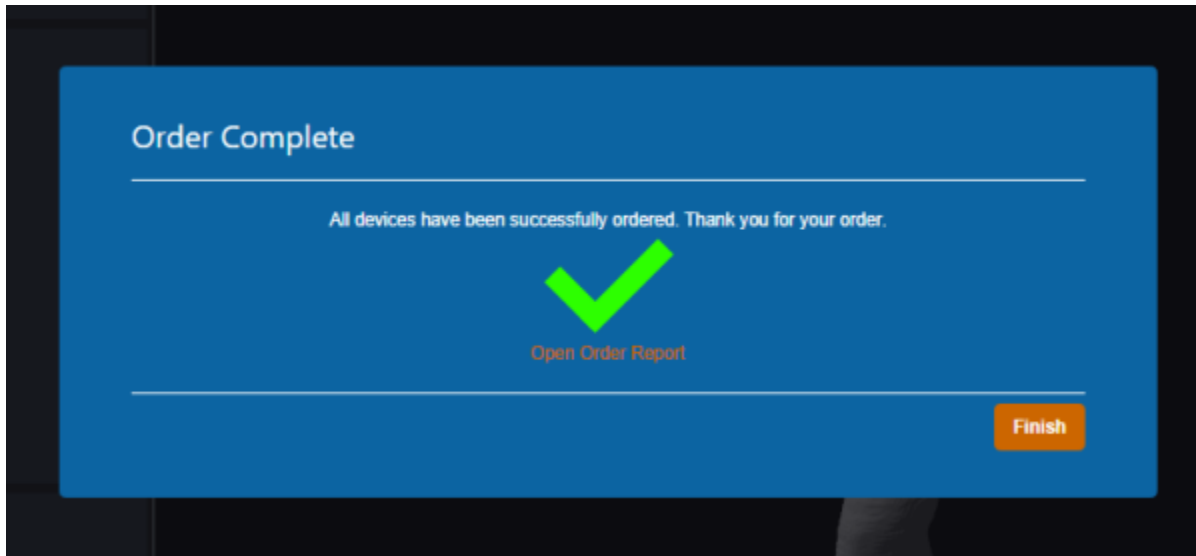 Order Complete
All devices have been successfully ordered. Thank you for your order.
Open Order Report
Finish